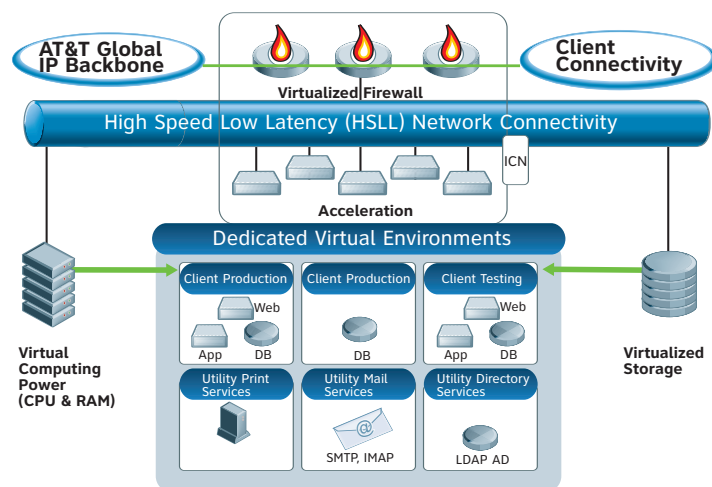 AT&T Global
IP Backbone
Client
Connectivity
Virtualized Firewall
High Speed Low Latency (HSLL) Network Connectivity
ICN
Acceleration
Dedicated Virtual Environments
Client Production
Client Production
Client Testing
Web
App
DB
DB
Web
App
DB
Virtual
Computing
Power
(CPU & RAM)
Virtualized
Storage
Utility Print
Services
Utility Mail
Services
Utility Directory
Services
@
SMTP, IMAP
LDAP AD